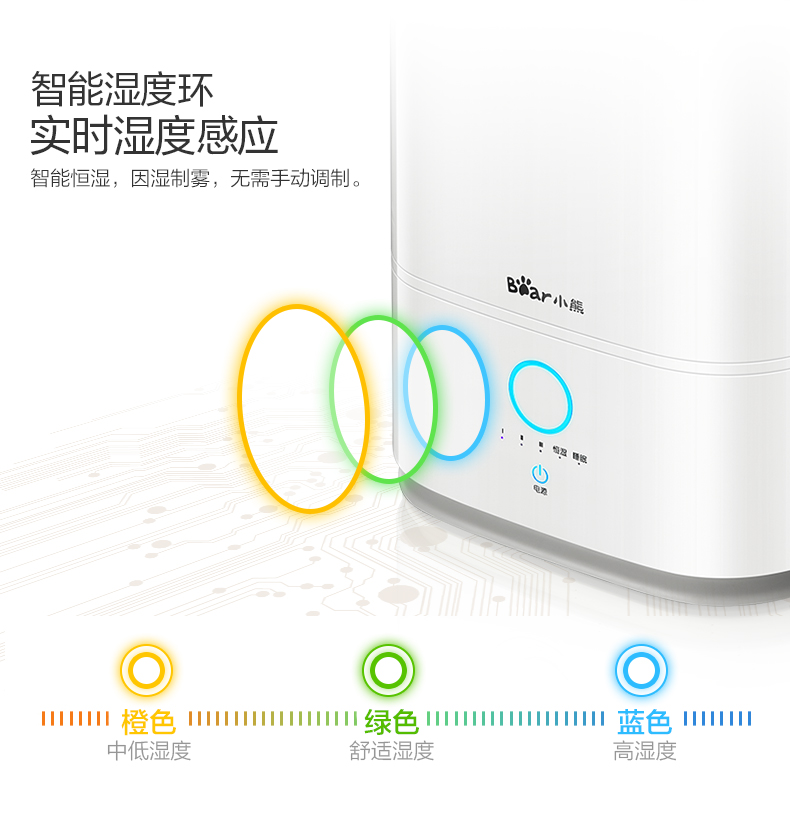 智能湿度环
实时湿度感应
智能恒湿，因湿制雾，无需手动调制。
Bear小熊
I II III 恒湿 睡眠
电源
橙色 绿色 蓝色
中低湿度 舒适湿度 高湿度